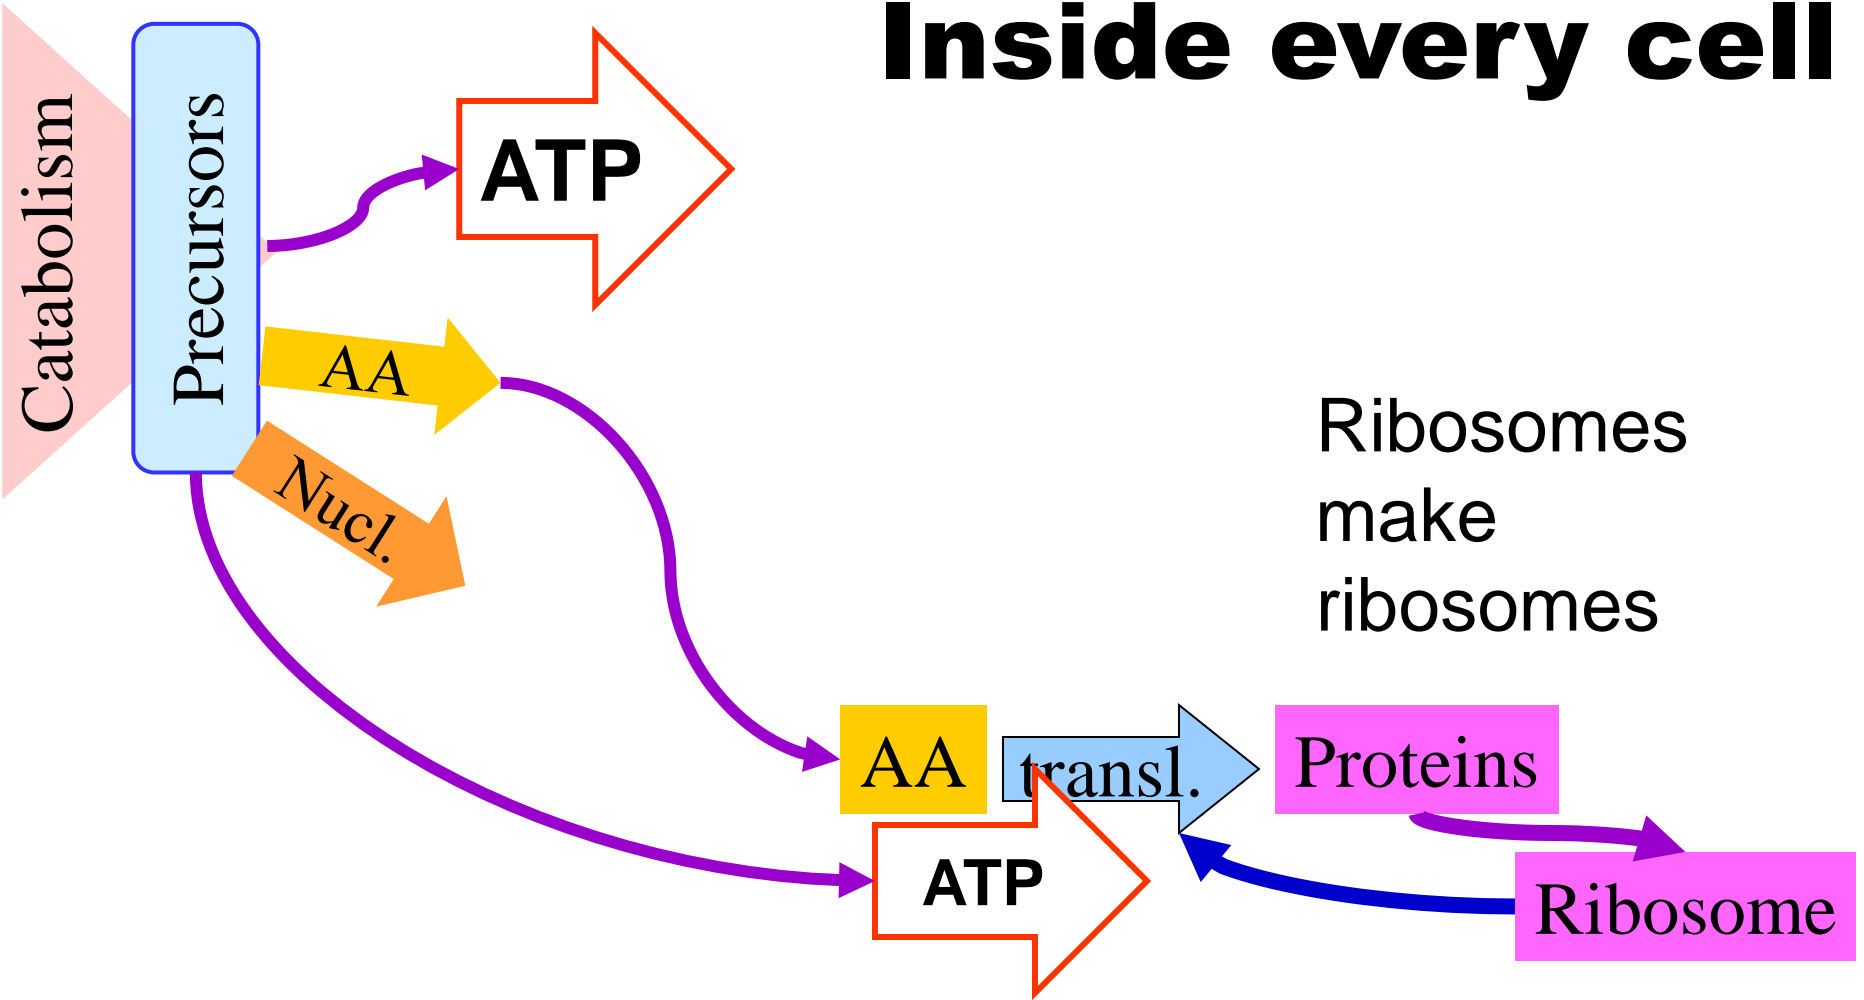 Inside every cell
Catabolism
Precursors
ATP
AA
Nucl.
Ribosomes
make
ribosomes
AA
transl.
Proteins
ATP
Ribosome